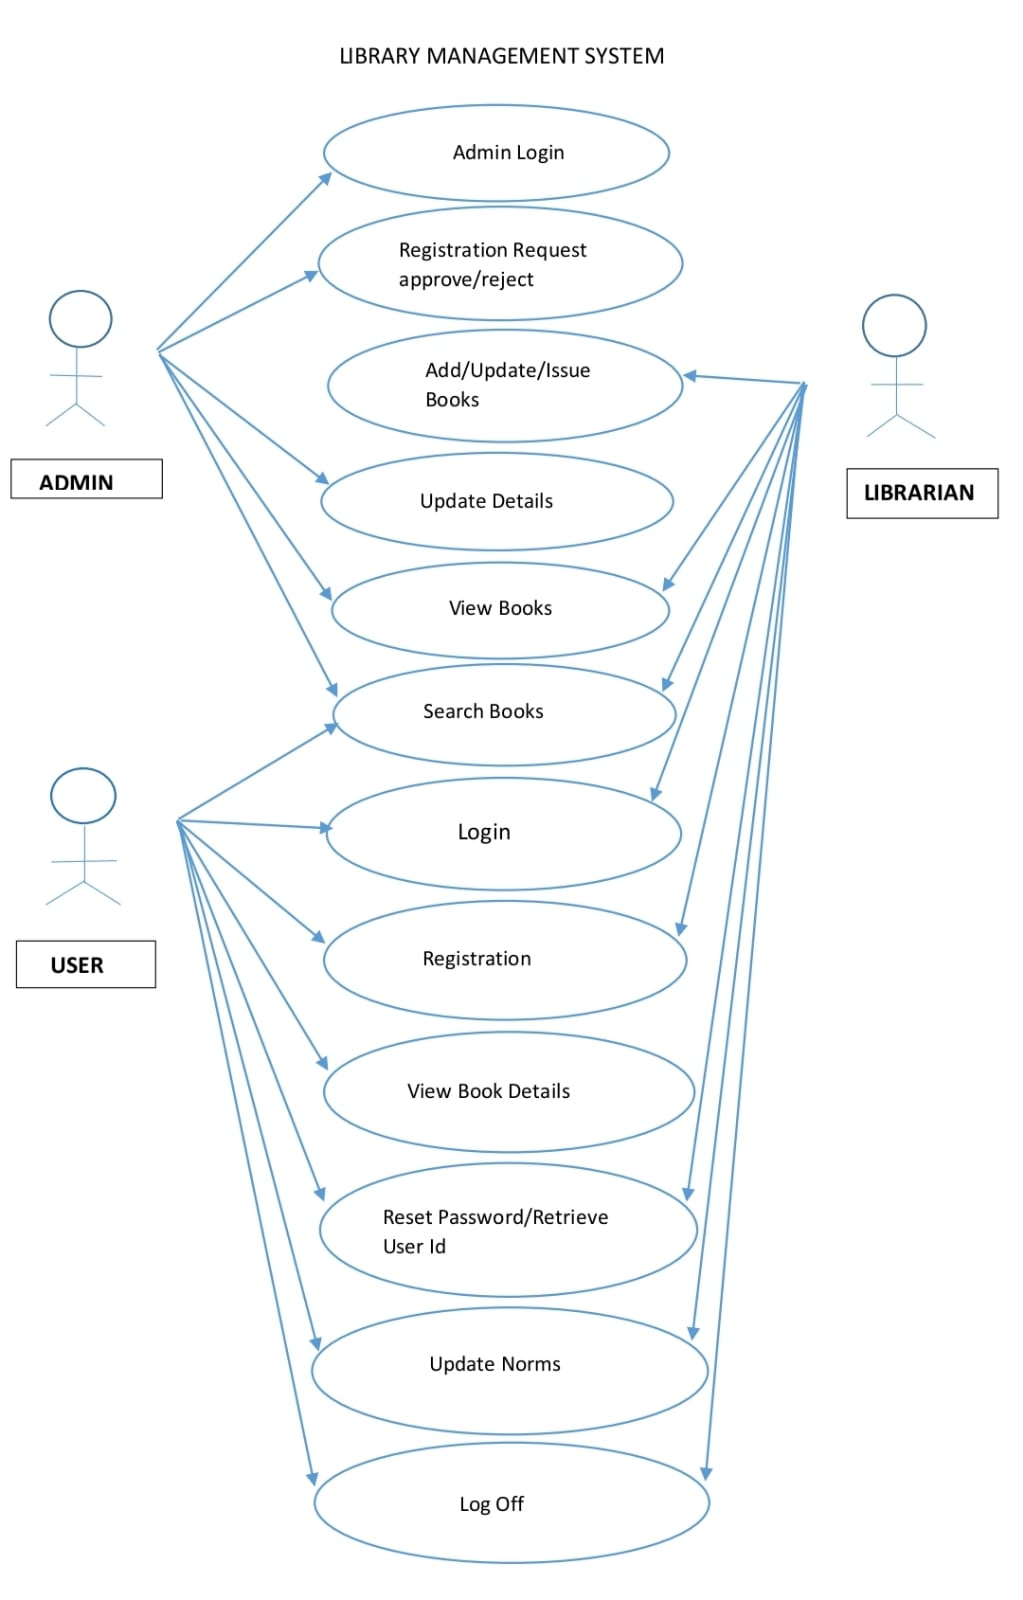 LIBRARY MANAGEMENT SYSTEM
Admin Login
Registration Request
approve/reject
Add/Update/Issue
Books
ADMIN
LIBRARIAN
Update Details
View Books
Search Books
Login
USER
Registration
View Book Details
Reset Password/Retrieve
User Id
Update Norms
Log Off